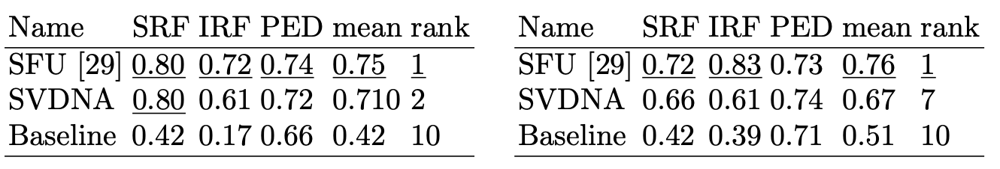 Name SRF IRF PED mean rank
SFU [29] 0.80 0.72 0.74 0.75 1
SVDNA 0.80 0.61 0.72 0.710 2
Baseline 0.42 0.17 0.66 0.42 10
Name SRF IRF PED mean rank
SFU [29] 0.72 0.83 0.73 0.76 1
SVDNA 0.66 0.61 0.74 0.67 7
Baseline 0.42 0.39 0.71 0.51 10